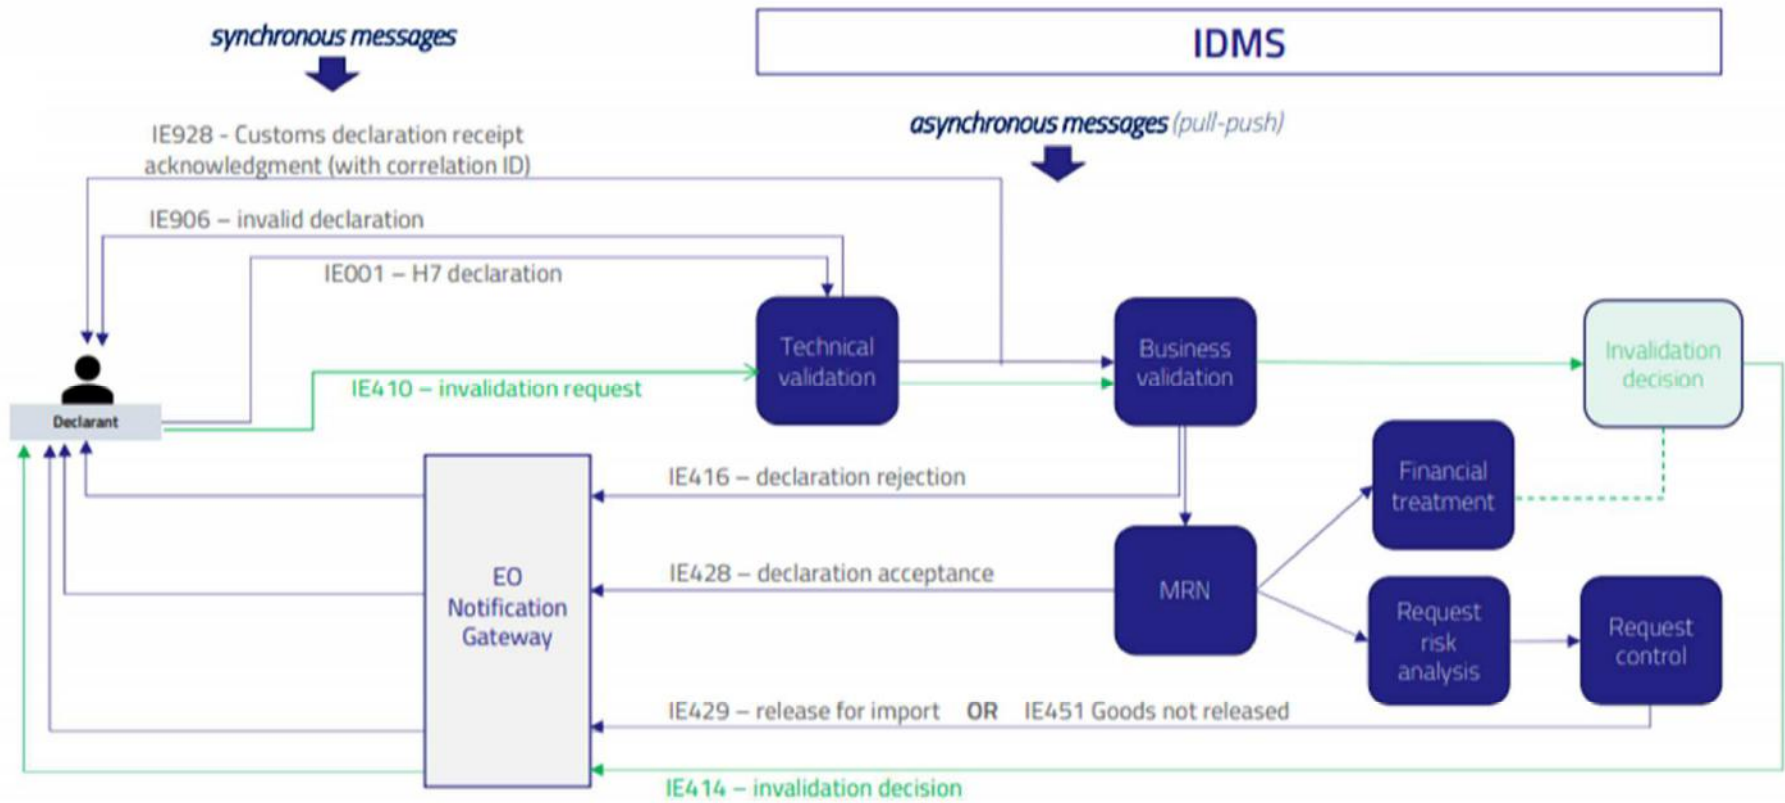 synchronous messages
IDMS
asynchronous messages (pull-push)
IE928 - Customs declaration receipt
acknowledgment (with correlation ID)
IE906 – invalid declaration
IE001 – H7 declaration
Technical
validation
Business
validation
Invalidation
decision
IE410 – invalidation request
Declarant
IE416 – declaration rejection
Financial
treatment
EO
Notification
Gateway
IE428 – declaration acceptance
MRN
Request
risk
analysis
Request
control
IE429 – release for import OR IE451 Goods not released
IE414 – invalidation decision